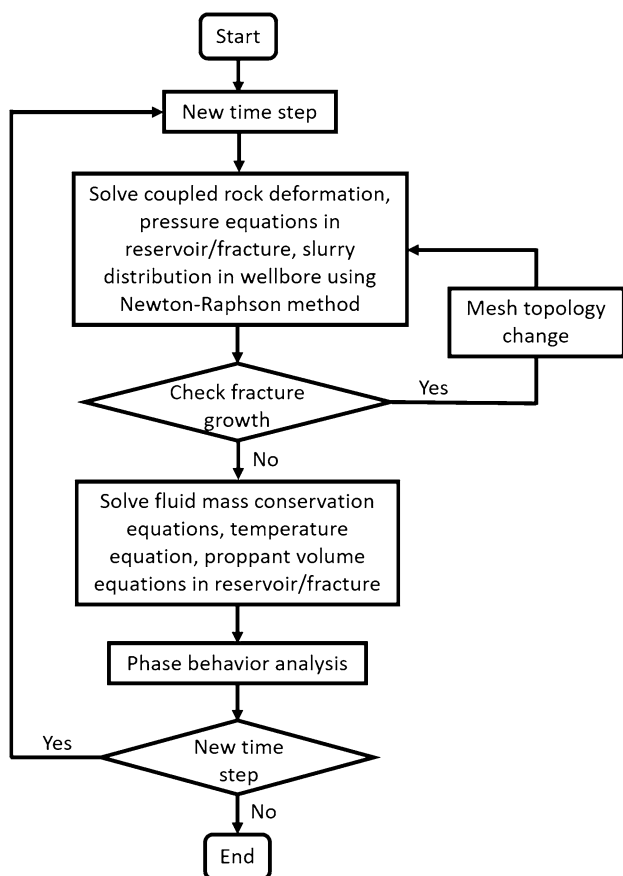 Start
New time step
Solve coupled rock deformation,
pressure equations in
reservoir/fracture, slurry
distribution in wellbore using
Newton-Raphson method
Mesh topology
change
Check fracture
growth
Yes
No
Solve fluid mass conservation
equations, temperature
equation, proppant volume
equations in reservoir/fracture
Phase behavior analysis
Yes
New time
step
No
End